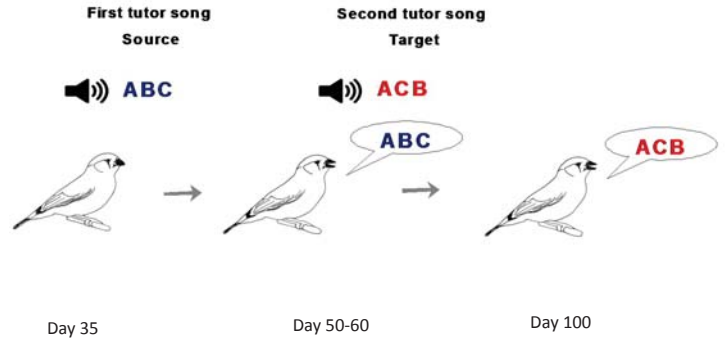 First tutor song
Source
Second tutor song
Target
ABC
ACB
ABC
ACB
Day 35
Day 50-60
Day 100